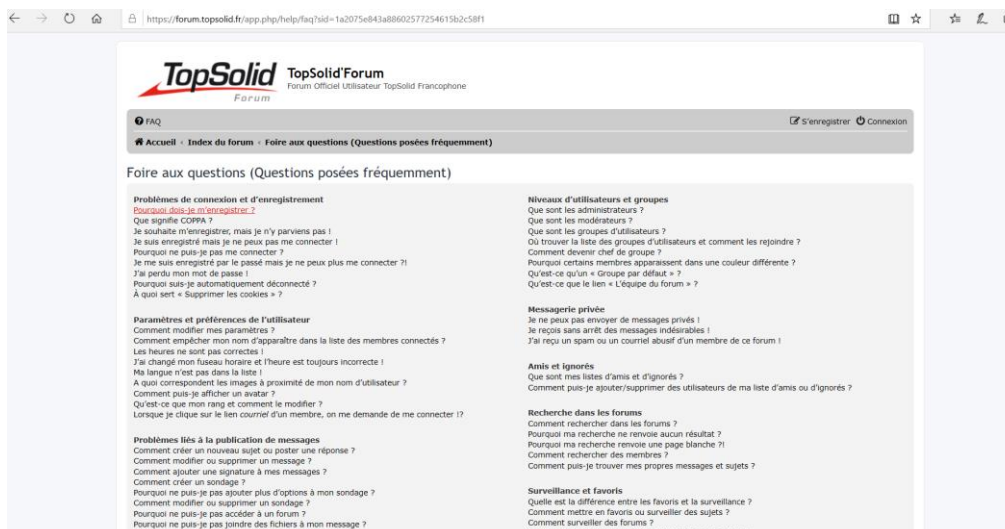 https://forum.topsolid.fr/app.php/help/faq?sid=1a2075e843a88602577254615b2c58f1
TopSolid
Forum
TopSolid'Forum
Forum Officiel Utilisateur TopSolid Francophone
FAQ
S'enregistrer Connexion
Accueil ‹ Index du forum ‹ Foire aux questions (Questions posées fréquemment)
Foire aux questions (Questions posées fréquemment)
Problèmes de connexion et d'enregistrement
Pourquoi dois-je m'enregistrer ?
Que signifie COPPA ?
Je souhaite m'enregistrer, mais je n'y parviens pas !
Je suis enregistré mais je ne peux pas me connecter !
Pourquoi ne puis-je pas me connecter ?
Je me suis enregistré par le passé mais je ne peux plus me connecter ?!
J'ai perdu mon mot de passe !
Pourquoi suis-je automatiquement déconnecté ?
À quoi sert « Supprimer les cookies » ?
Paramètres et préférences de l'utilisateur
Comment modifier mes paramètres ?
Comment empêcher mon nom d'apparaître dans la liste des membres connectés ?
Les heures ne sont pas correctes !
J'ai changé mon fuseau horaire et l'heure est toujours incorrecte !
Ma langue n'est pas dans la liste !
A quoi correspondent les images à proximité de mon nom d'utilisateur ?
Comment puis-je afficher un avatar ?
Qu'est-ce que mon rang et comment le modifier ?
Lorsque je clique sur le lien courriel d'un membre, on me demande de me connecter !?
Problèmes liés à la publication de messages
Comment créer un nouveau sujet ou poster une réponse ?
Comment modifier ou supprimer un message ?
Comment ajouter une signature à mes messages ?
Comment créer un sondage ?
Pourquoi ne puis-je pas ajouter plus d'options à mon sondage ?
Comment modifier ou supprimer un sondage ?
Pourquoi ne puis-je pas accéder à un forum ?
Pourquoi ne puis-je pas joindre des fichiers à mon message ?
Niveaux d'utilisateurs et groupes
Que sont les administrateurs ?
Que sont les modérateurs ?
Que sont les groupes d'utilisateurs ?
Où trouver la liste des groupes d'utilisateurs et comment les rejoindre ?
Comment devenir chef de groupe ?
Pourquoi certains membres apparaissent dans une couleur différente ?
Qu'est-ce qu'un « Groupe par défaut » ?
Qu'est-ce que le lien « L'équipe du forum » ?
Messagerie privée
Je ne peux pas envoyer de messages privés !
Je reçois sans arrêt des messages indésirables !
J'ai reçu un spam ou un courriel abusif d'un membre de ce forum !
Amis et ignorés
Que sont mes listes d'amis et d'ignorés ?
Comment puis-je ajouter/supprimer des utilisateurs de ma liste d'amis ou d'ignorés ?
Recherche dans les forums
Comment rechercher dans les forums ?
Pourquoi ma recherche ne renvoie aucun résultat ?
Pourquoi ma recherche renvoie une page blanche ?!
Comment rechercher des membres ?
Comment puis-je trouver mes propres messages et sujets ?
Surveillance et favoris
Quelle est la différence entre les favoris et la surveillance ?
Comment mettre en favoris ou surveiller des sujets ?
Comment surveiller des forums ?